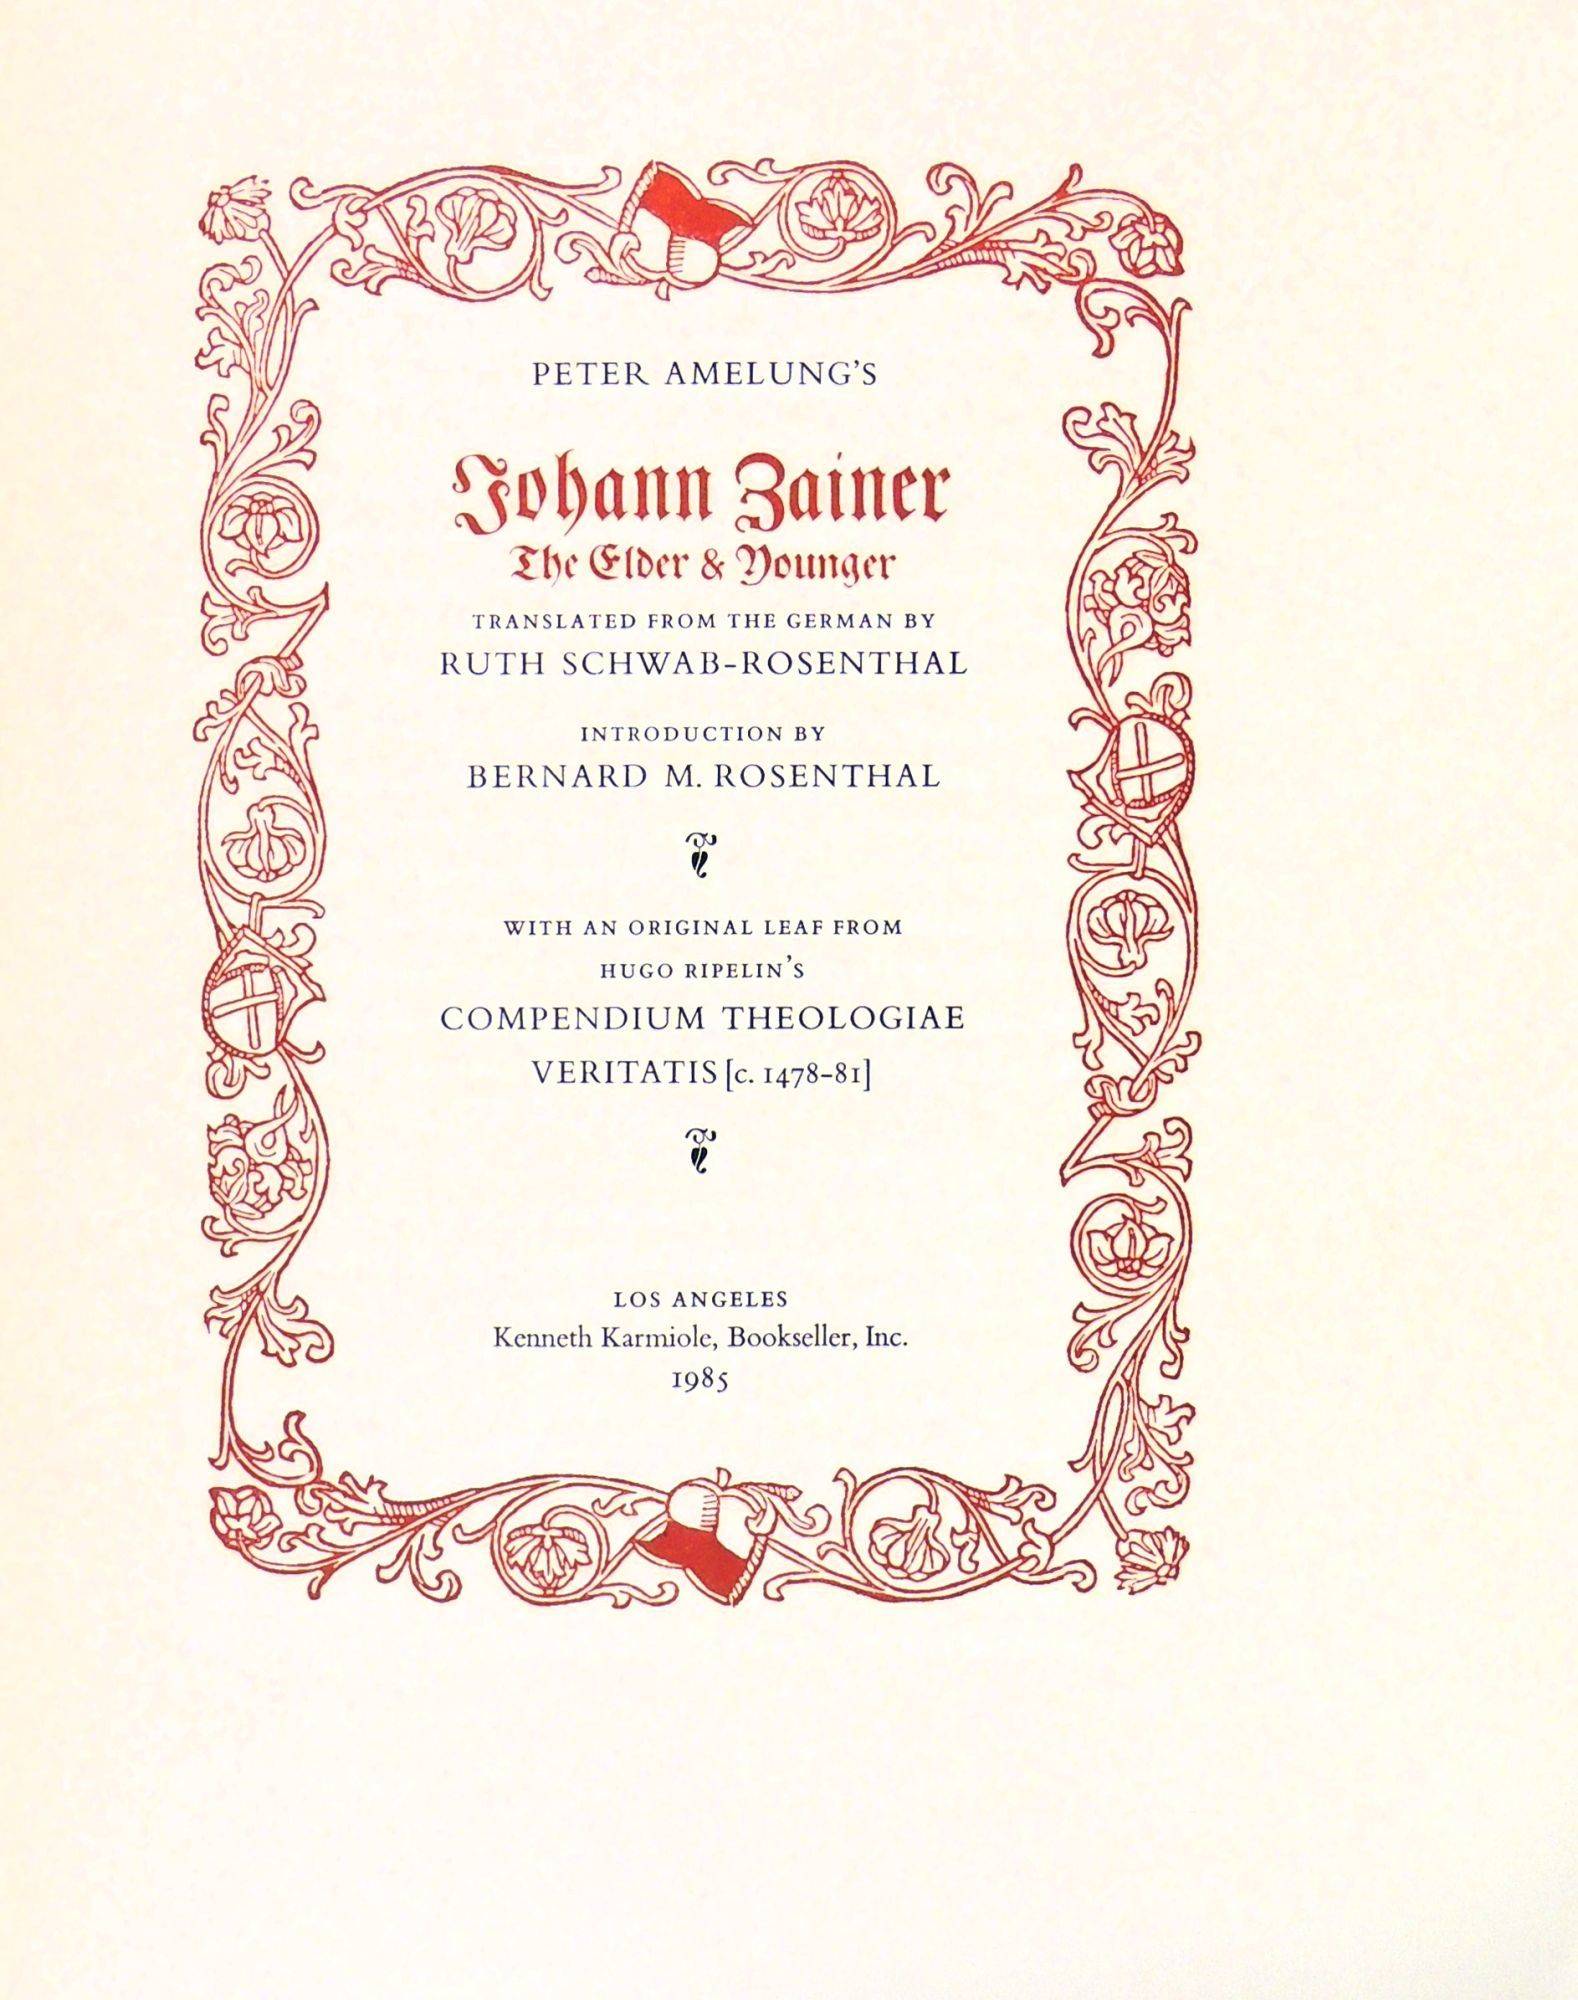 PETER AMELUNG'S
Johann Zainer
The Elder & Younger
TRANSLATED FROM THE GERMAN BY
RUTH SCHWAB-ROSENTHAL
INTRODUCTION BY
BERNARD M. ROSENTHAL
WITH AN ORIGINAL LEAF FROM
HUGO RIPELIN'S
COMPENDIUM THEOLOGIAE
VERITATIS [c. 1478-81]
LOS ANGELES
Kenneth Karmiole, Bookseller, Inc.
1985